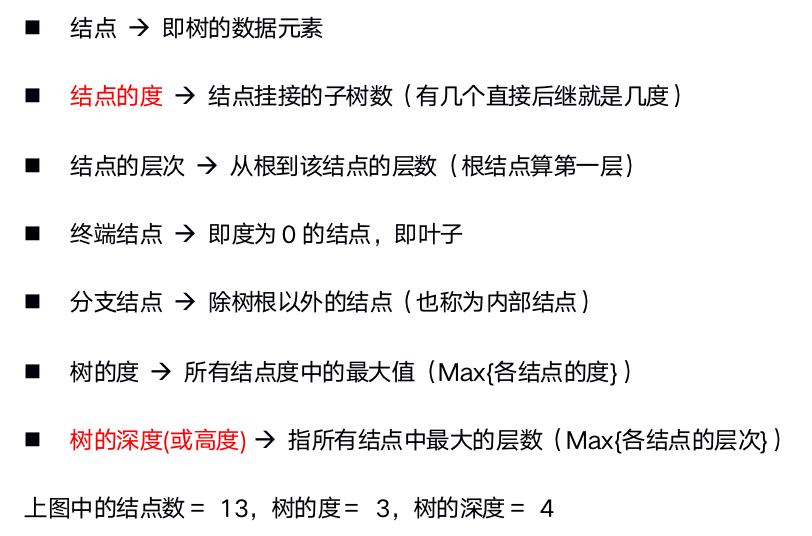 ■ 结点 → 即树的数据元素
■ 结点的度 → 结点挂接的子树数（有几个直接后继就是几度）
■ 结点的层次 → 从根到该结点的层数（根结点算第一层）
■ 终端结点 → 即度为 0 的结点，即叶子
■ 分支结点 → 除树根以外的结点（也称为内部结点）
■ 树的度 → 所有结点度中的最大值（Max{各结点的度}）
■ 树的深度(或高度) → 指所有结点中最大的层数（Max{各结点的层次}）
上图中的结点数＝ 13，树的度＝ 3，树的深度＝ 4